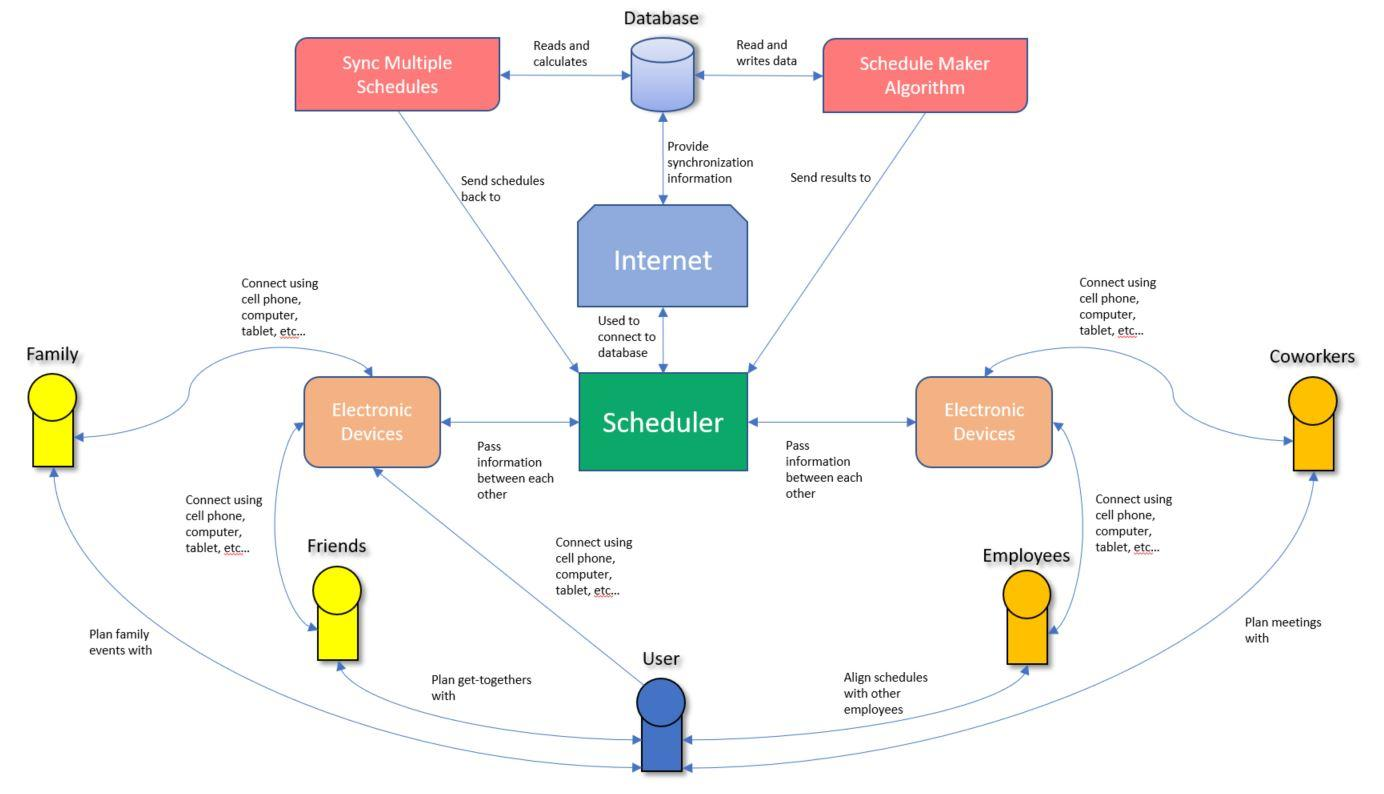 Database
Sync Multiple
Schedules
Reads and
calculates
Read and
writes data
Schedule Maker
Algorithm
Provide
synchronization
information
Send schedules
back to
Send results to
Internet
Connect using
cell phone,
computer,
tablet, etc...
Used to
connect to
database
Connect using
cell phone,
computer,
tablet, etc...
Family
Coworkers
Electronic
Devices
Scheduler
Electronic
Devices
Pass
information
between each
other
Pass
information
between each
other
Connect using
cell phone,
computer,
tablet, etc...
Connect using
cell phone,
computer,
tablet, etc...
Friends
Connect using
cell phone,
computer,
tablet, etc...
Employees
Plan family
events with
Plan meetings
with
User
Plan get-togethers
with
Align schedules
with other
employees